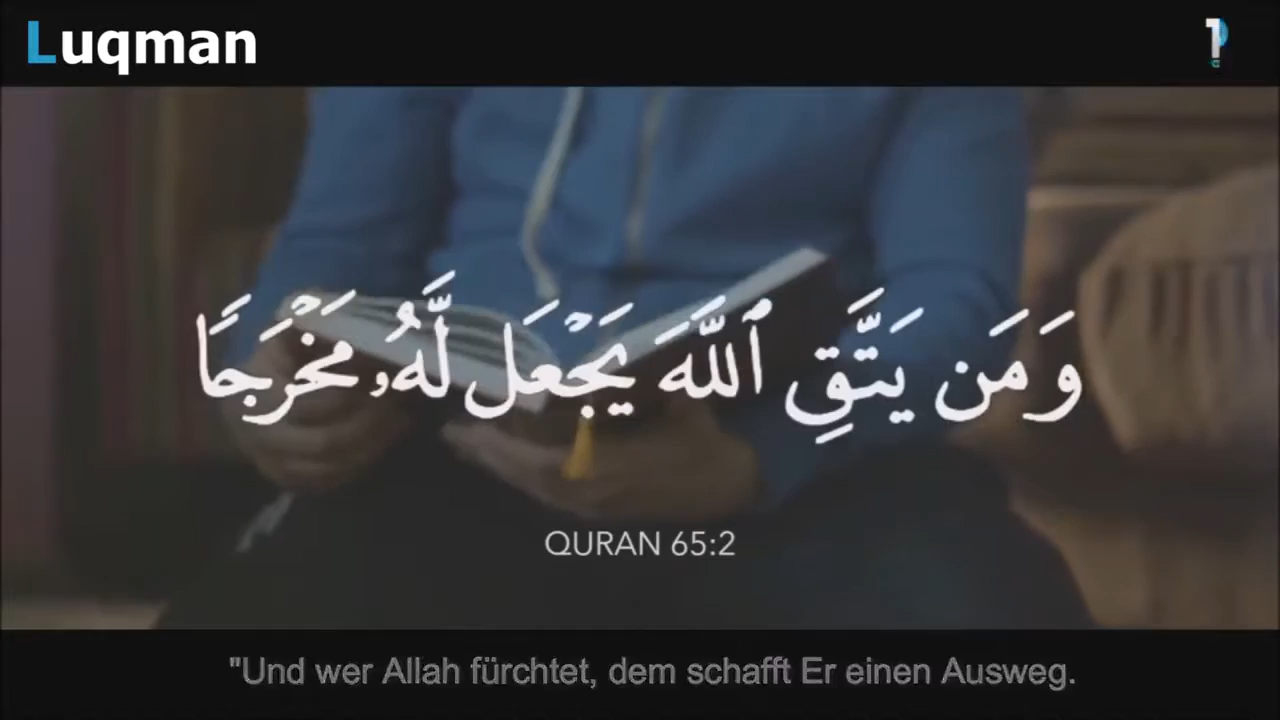 Luqman
وَمَن يَتَّقِ ٱللَّهَ يَجْعَل لَّهُۥ مَخْرَجًا
QURAN 65:2
"Und wer Allah fürchtet, dem schafft Er einen Ausweg.